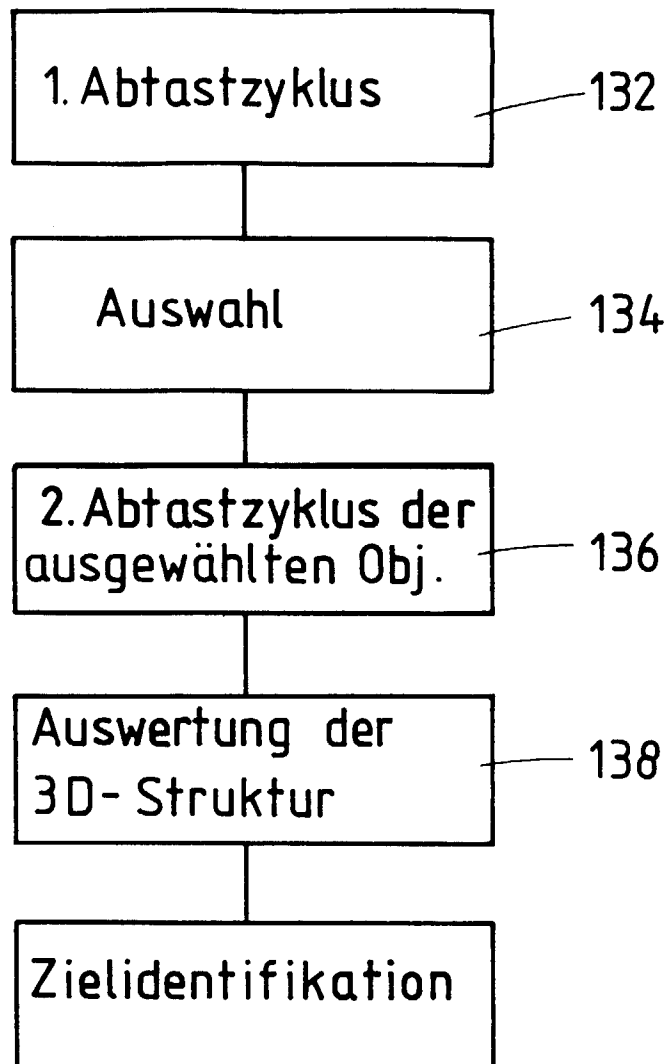 1. Abtastzyklus
132
Auswahl
134
2. Abtastzyklus der
ausgewählten Obj.
136
Auswertung der
3D-Struktur
138
Zielidentifikation